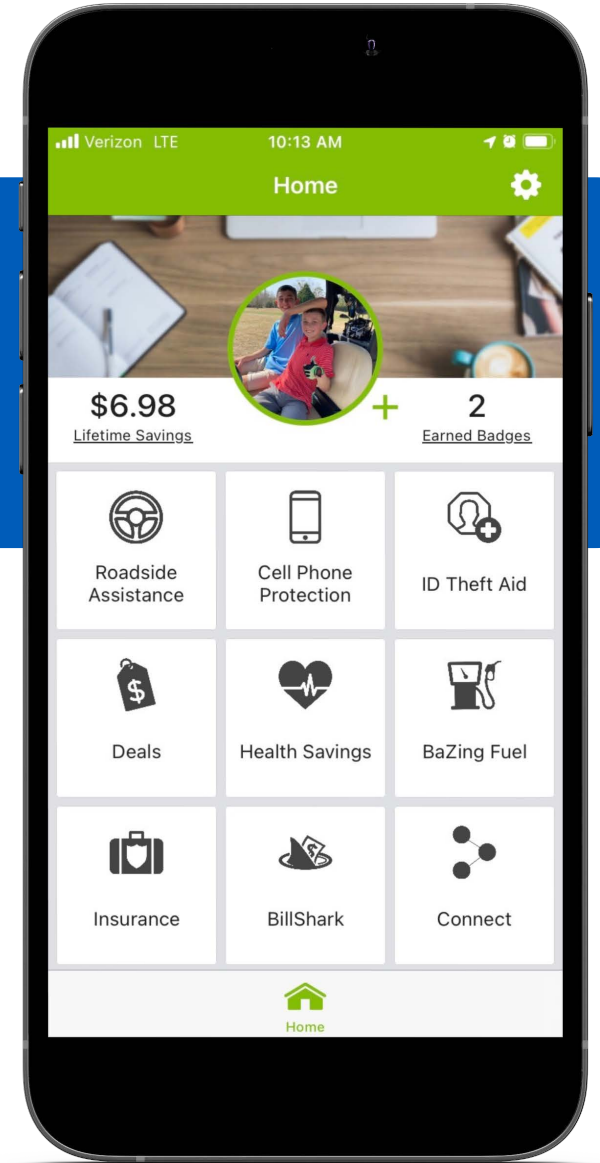 Verizon LTE
10:13 AM
Home
$6.98
Lifetime Savings
2
Earned Badges
Roadside
Assistance
Cell Phone
Protection
ID Theft Aid
$
Deals
Health Savings
BaZing Fuel
Insurance
$
BillShark
Connect
Home